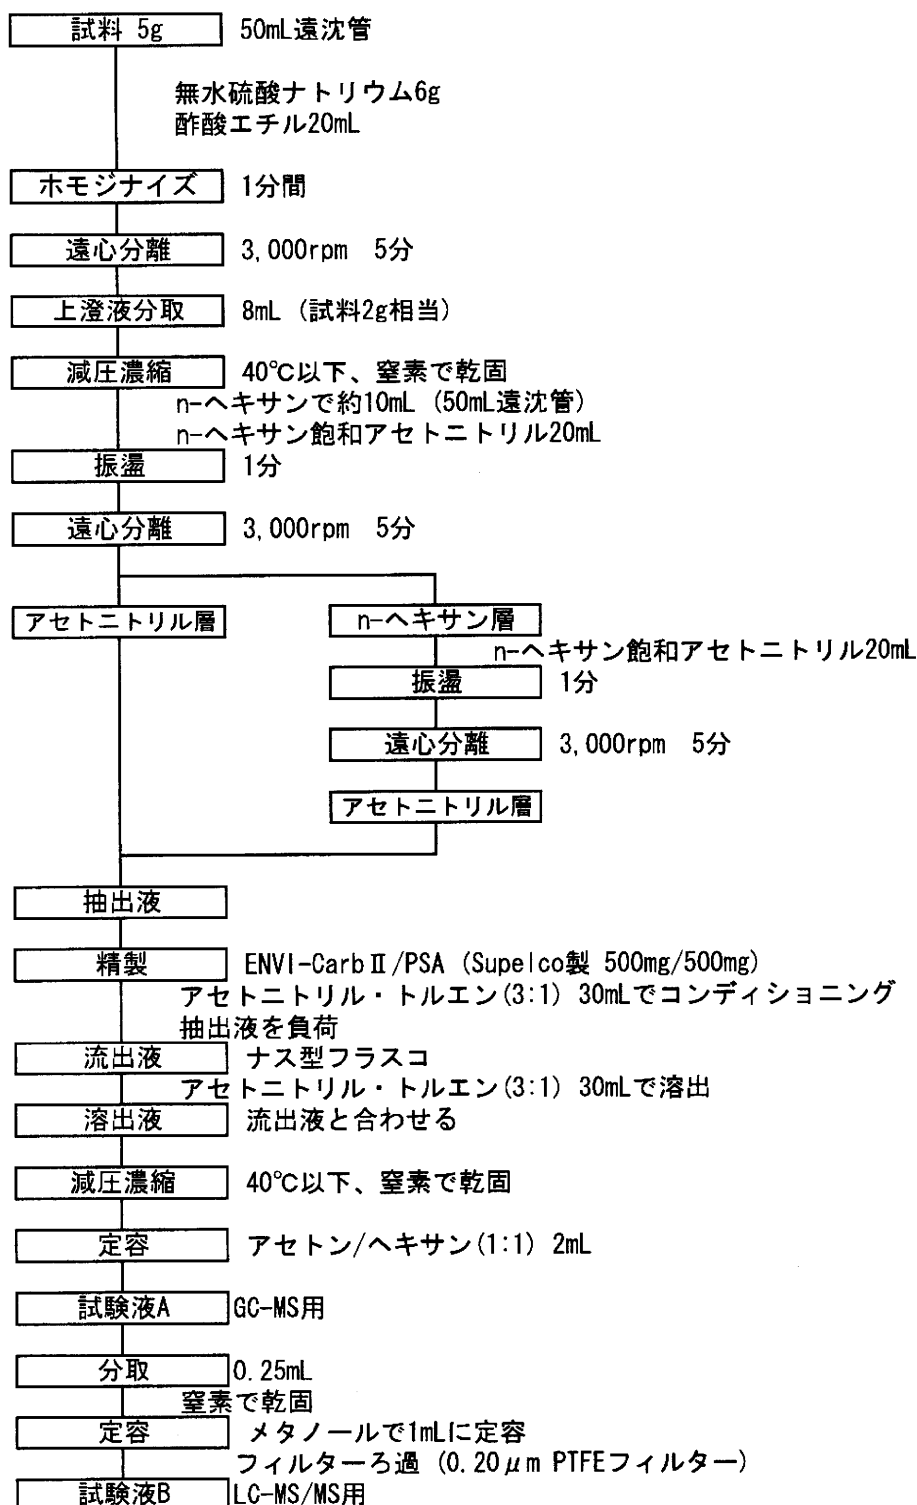 試料 5g 50mL遠沈管
無水硫酸ナトリウム6g
酢酸エチル20mL
ホモジナイズ 1分間
遠心分離 3,000rpm 5分
上澄液分取 8mL (試料2g相当)
減圧濃縮 40℃以下、窒素で乾固
n-ヘキサンで約10mL (50mL遠沈管)
n-ヘキサン飽和アセトニトリル20mL
振盪 1分
遠心分離 3,000rpm 5分
アセトニトリル層 n-ヘキサン層
n-ヘキサン飽和アセトニトリル20mL
振盪 1分
遠心分離 3,000rpm 5分
アセトニトリル層
抽出液
精製 ENVI-CarbⅡ/PSA (Supelco製 500mg/500mg)
アセトニトリル・トルエン(3:1) 30mLでコンディショニング
抽出液を負荷
流出液 ナス型フラスコ
アセトニトリル・トルエン(3:1) 30mLで溶出
溶出液 流出液と合わせる
減圧濃縮 40℃以下、窒素で乾固
定容 アセトン/ヘキサン(1:1) 2mL
試験液A GC-MS用
分取 0.25mL
窒素で乾固
定容 メタノールで1mLに定容
フィルターろ過 (0.20μm PTFEフィルター)
試験液B LC-MS/MS用